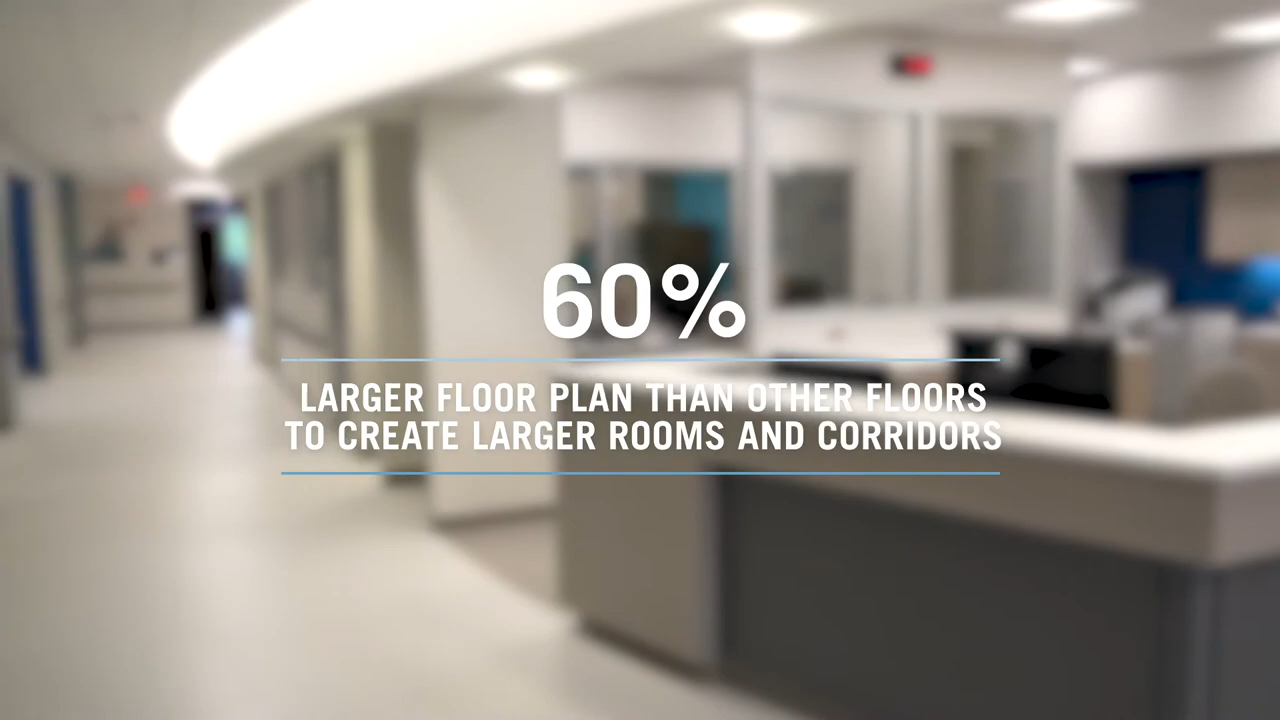 60%
LARGER FLOOR PLAN THAN OTHER FLOORS
TO CREATE LARGER ROOMS AND CORRIDORS